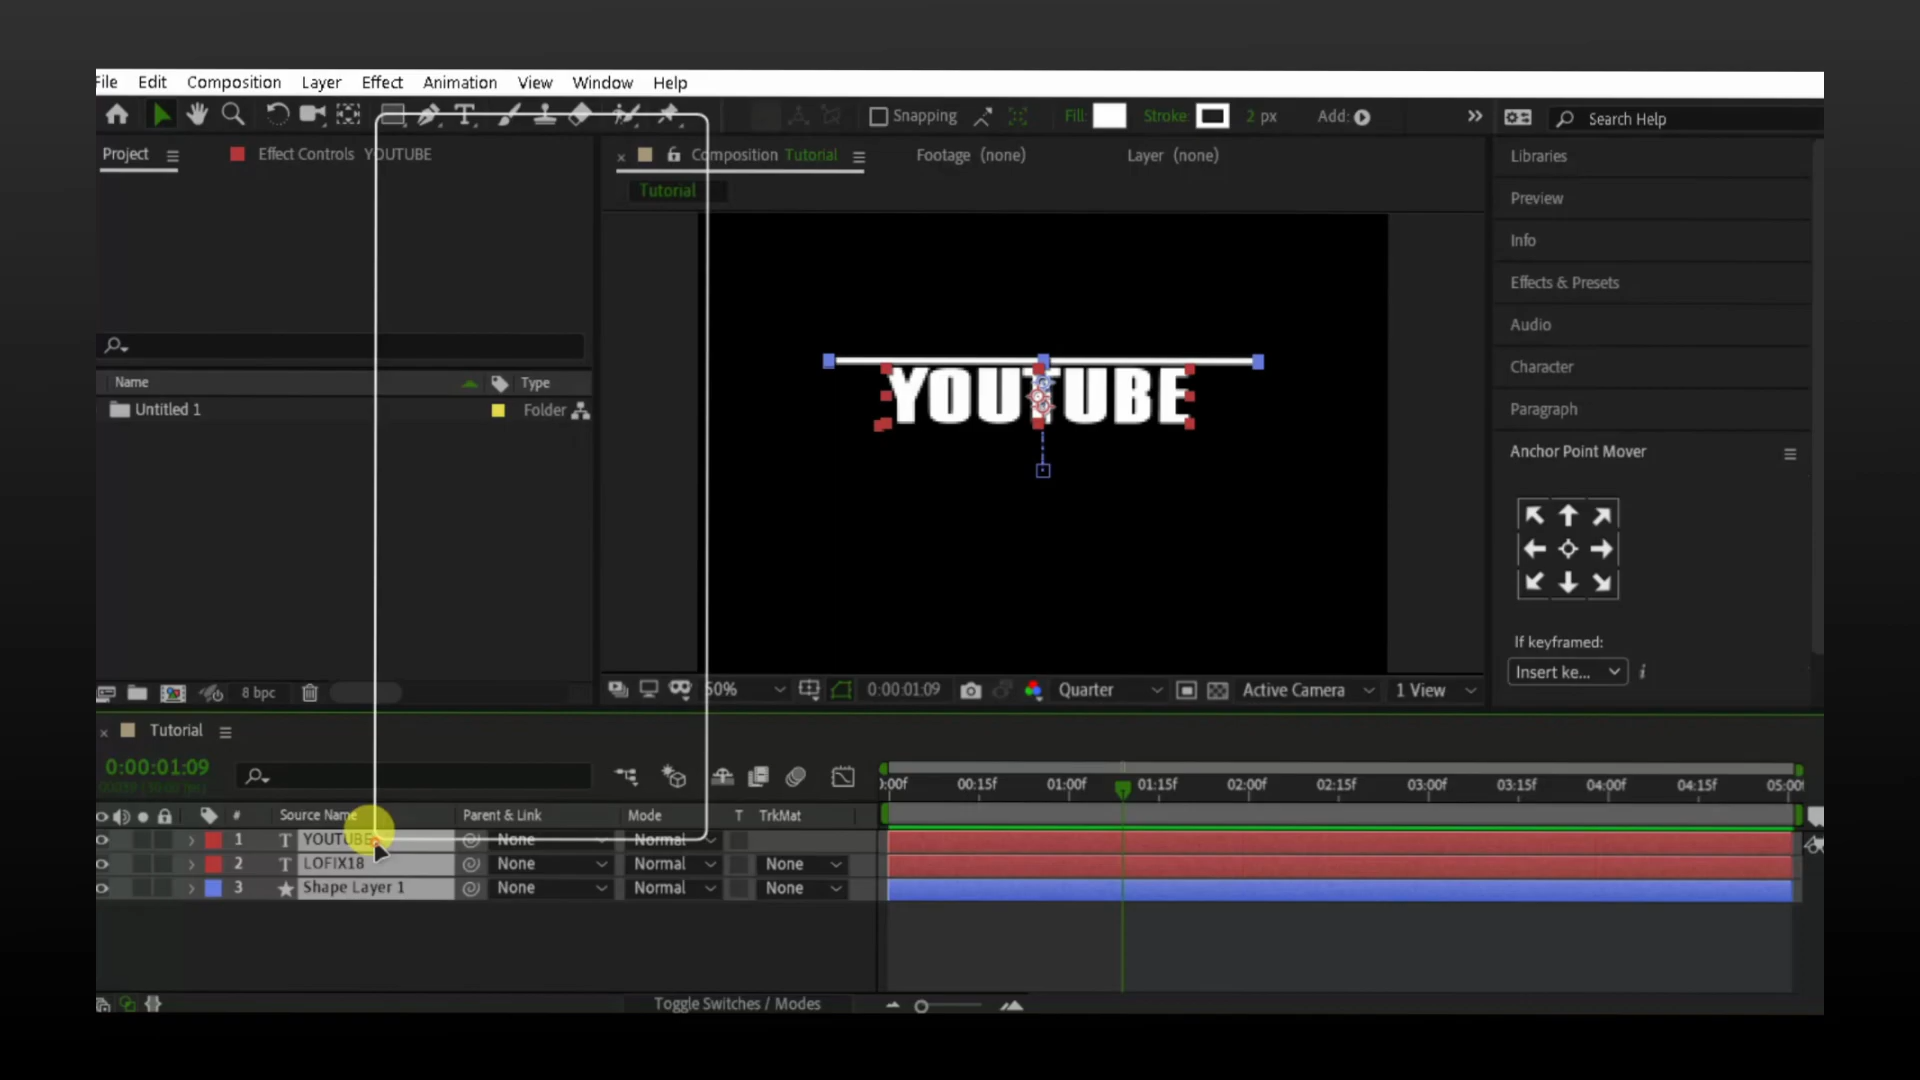 File Edit Composition Layer Effect Animation View Window Help
Snapping Fill: Stroke: 2 px Add: Search Help
Project Effect Controls YOUTUBE Composition Tutorial Footage (none) Layer (none) Libraries
Tutorial
Preview
Info
Effects & Presets
Audio
Character
Paragraph
YOUTUBE
Name Type
Untitled 1 Folder
Anchor Point Mover
If keyframed:
Insert ke...
8 bpc 50% 0:00:01:09 Quarter Active Camera 1 View
Tutorial
0:00:01:09
:00f 00:15f 01:00f 01:15f 02:00f 02:15f 03:00f 03:15f 04:00f 04:15f 05:00f
# Source Name Parent & Link Mode T TrkMat
1 T YOUTUBE None Normal
2 T LOFIX18 None Normal None
3 Shape Layer 1 None Normal None
Toggle Switches / Modes